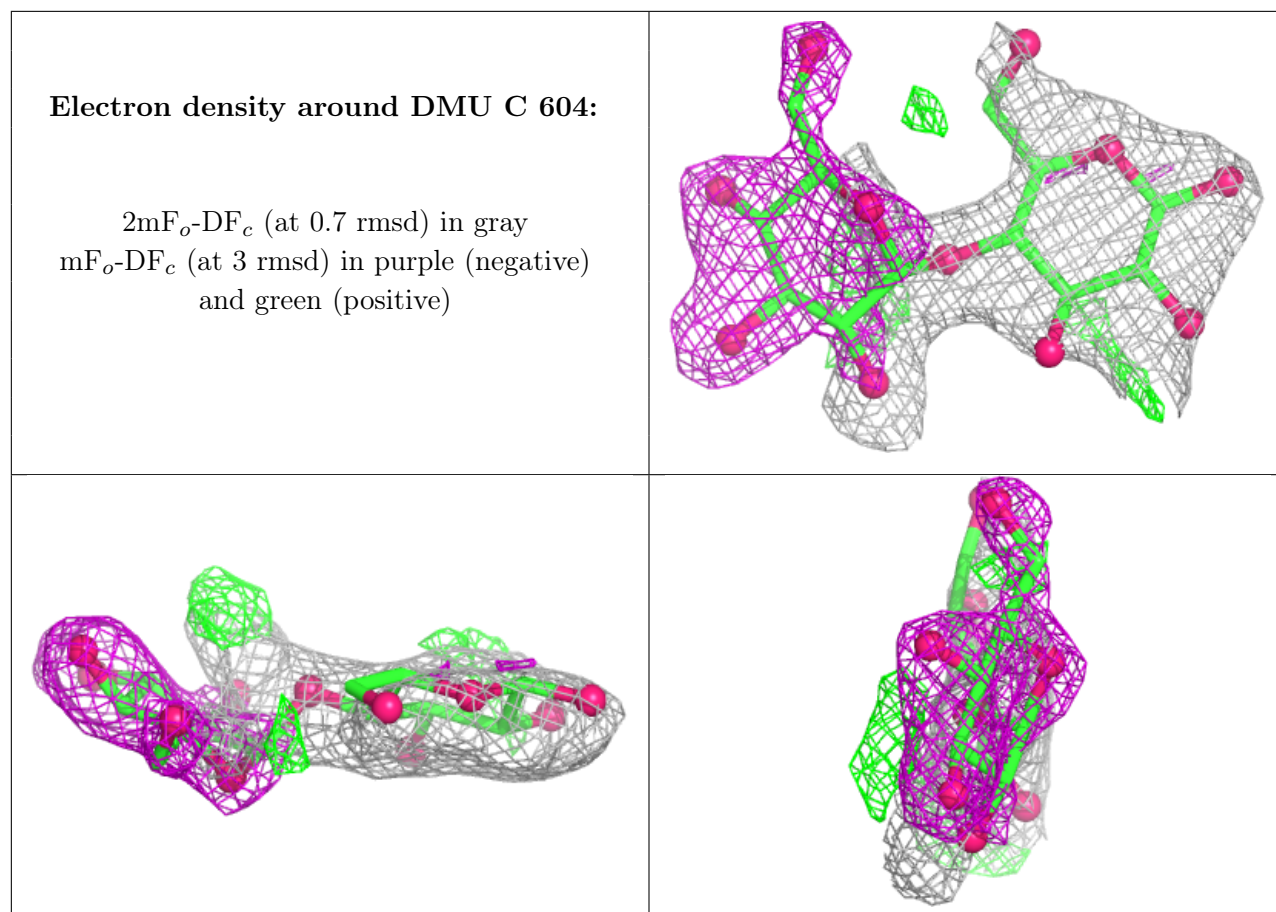 Electron density around DMU C 604:
2mFo-DFc (at 0.7 rmsd) in gray
mFo-DFc (at 3 rmsd) in purple (negative)
and green (positive)